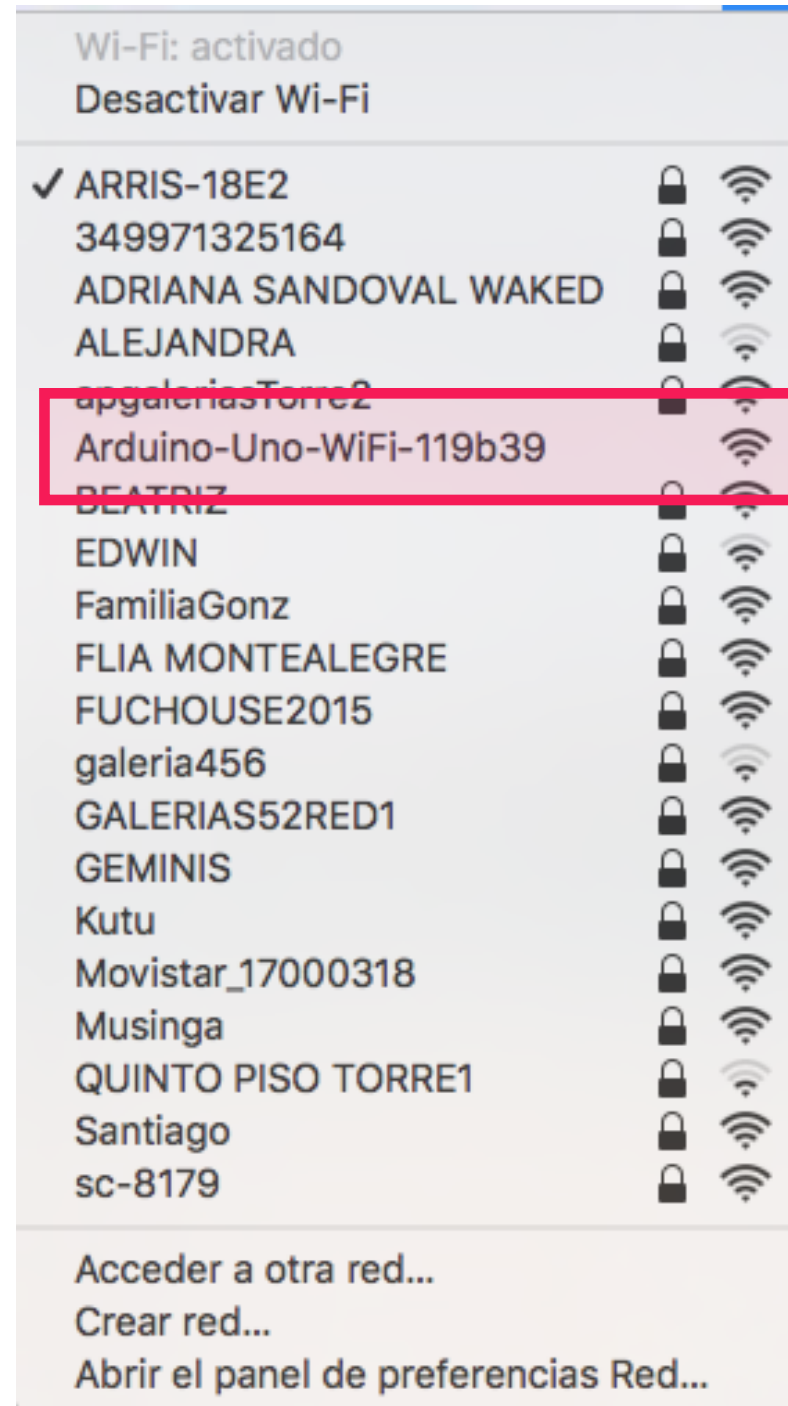 Wi-Fi: activado
Desactivar Wi-Fi
✓ ARRIS-18E2
349971325164
ADRIANA SANDOVAL WAKED
ALEJANDRA
apgaleriasTorre2
Arduino-Uno-WiFi-119b39
BEATRIZ
EDWIN
FamiliaGonz
FLIA MONTEALEGRE
FUCHOUSE2015
galeria456
GALERIAS52RED1
GEMINIS
Kutu
Movistar_17000318
Musinga
QUINTO PISO TORRE1
Santiago
sc-8179
Acceder a otra red...
Crear red...
Abrir el panel de preferencias Red...